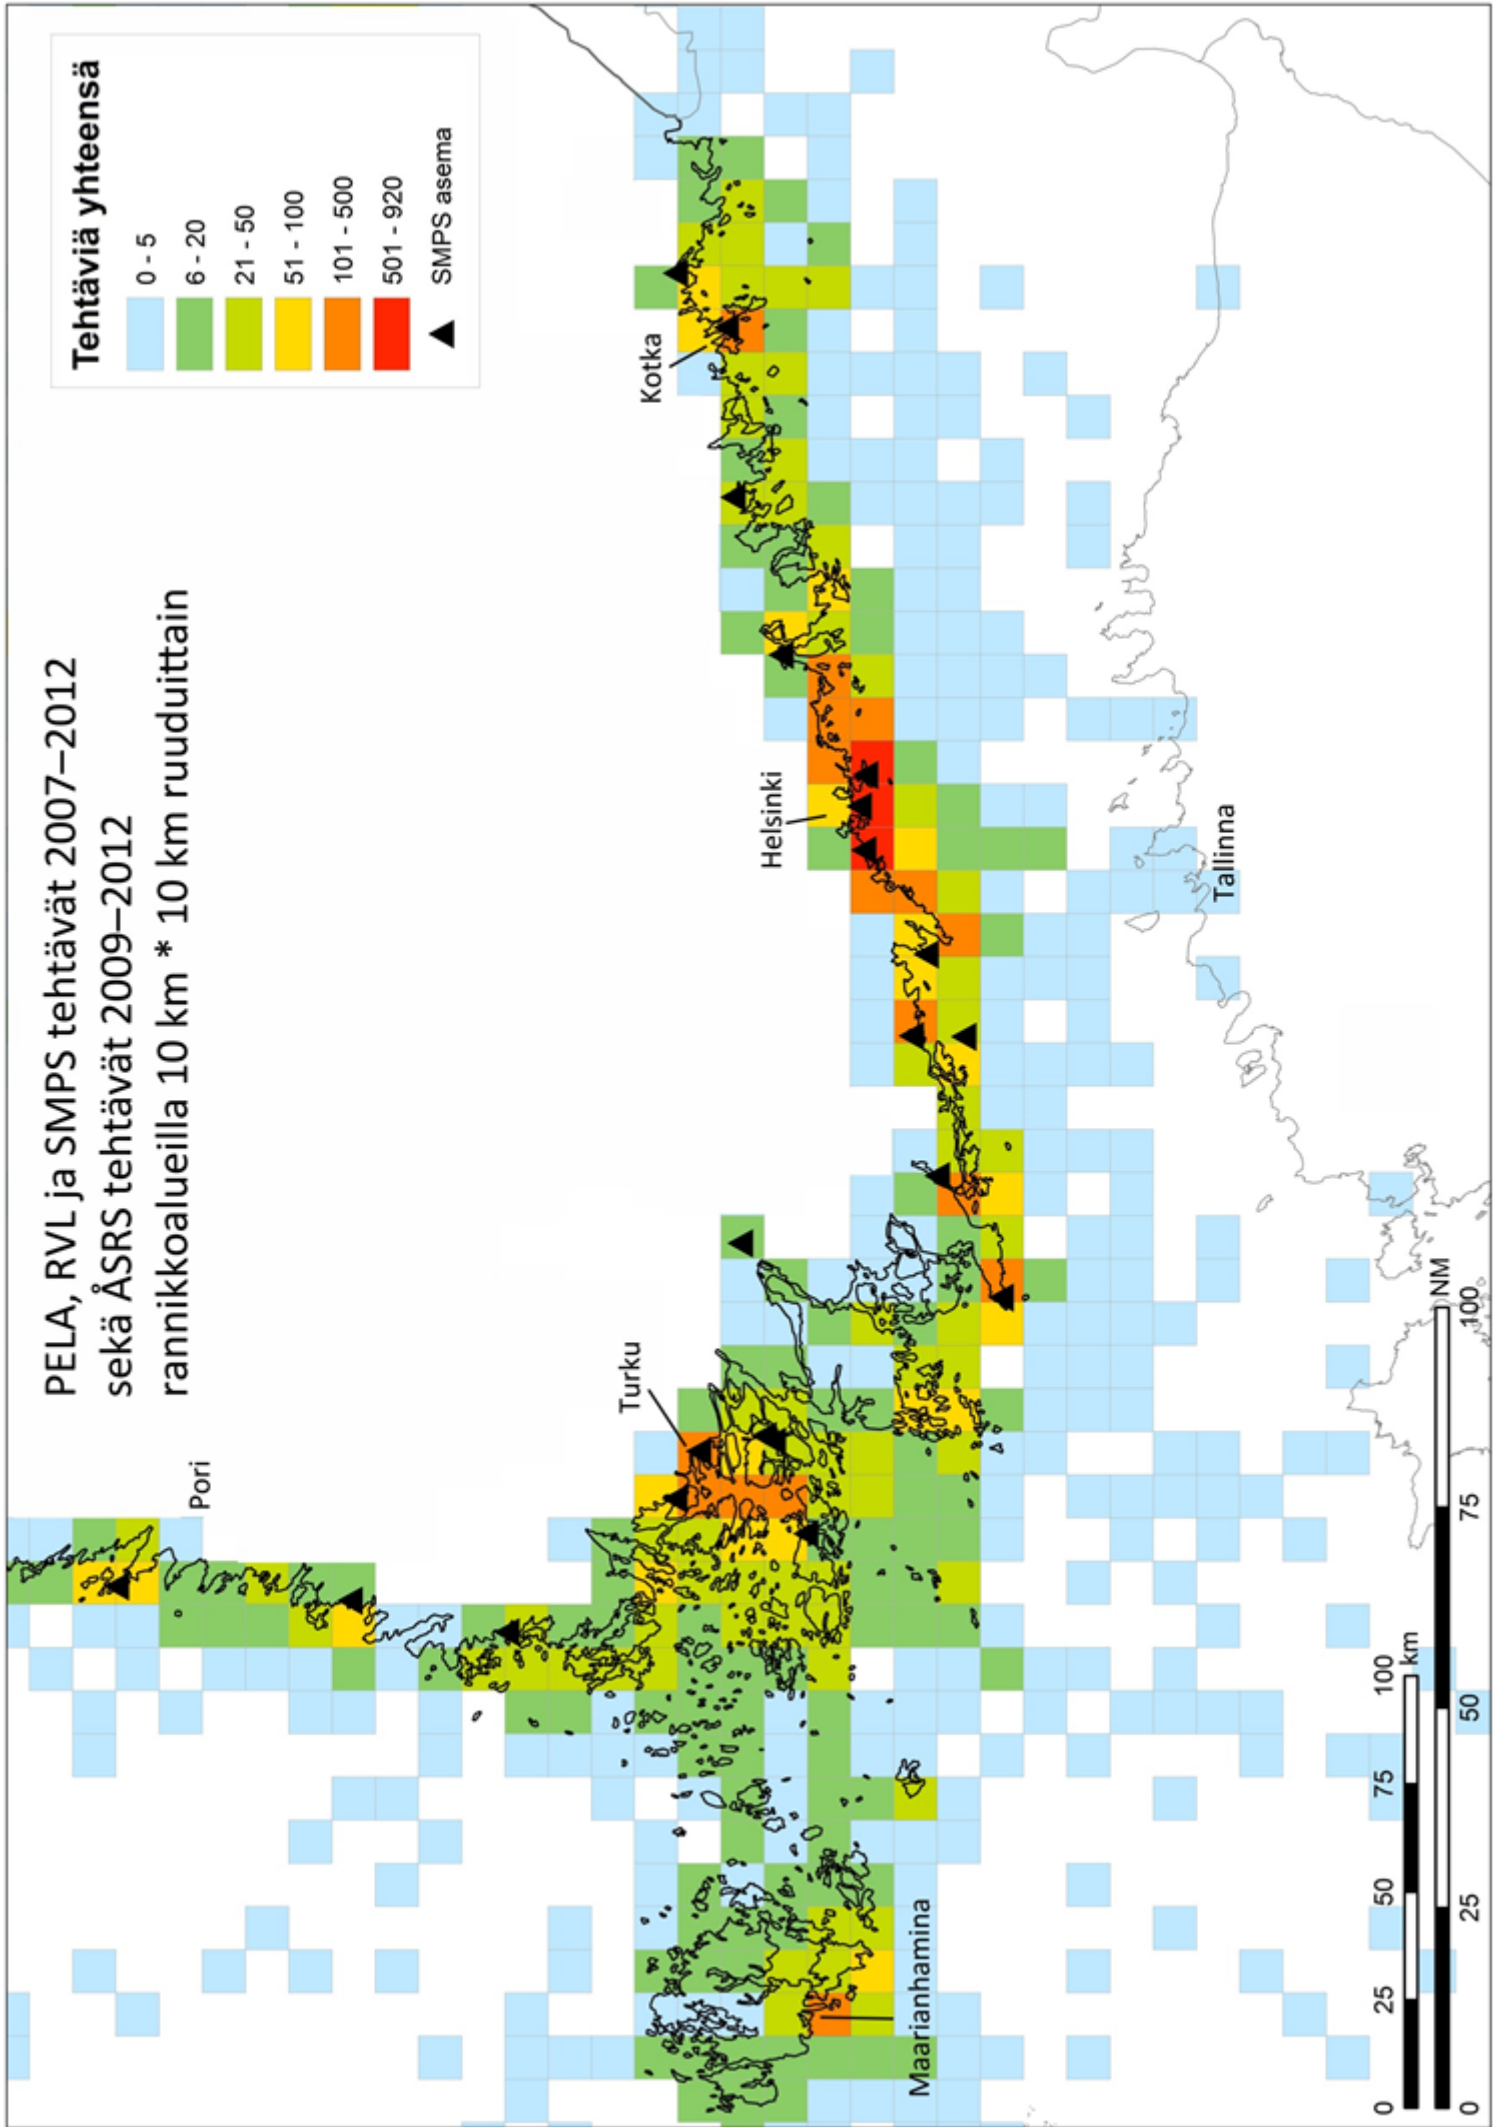 PELA, RVL ja SMPS tehtävät 2007–2012
sekä ÅSRS tehtävät 2009–2012
rannikkoalueilla 10 km * 10 km ruuduittain
Tehtäviä yhteensä
0 - 5
6 - 20
21 - 50
51 - 100
101 - 500
501 - 920
SMPS asema
Pori
Turku
Kotka
Helsinki
Maarianhamina
Tallinna
0 25 50 75 100 km
NM
0 25 50 75 100